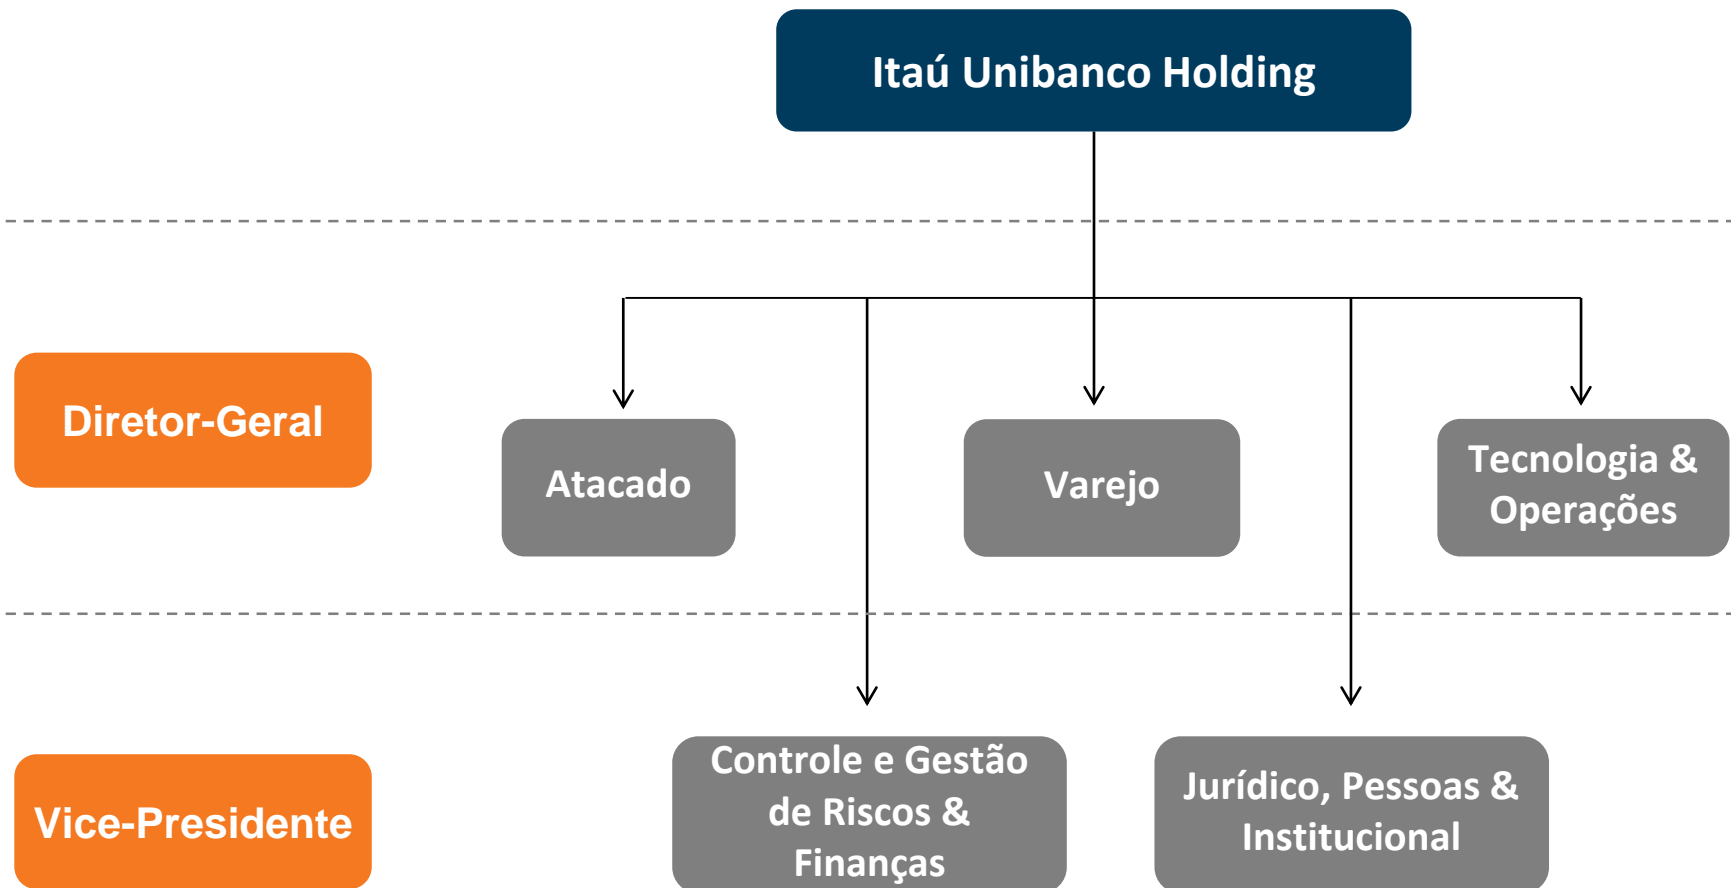 Itaú Unibanco Holding
Diretor-Geral
Atacado
Varejo
Tecnologia &
Operações
Vice-Presidente
Controle e Gestão
de Riscos &
Finanças
Jurídico, Pessoas &
Institucional